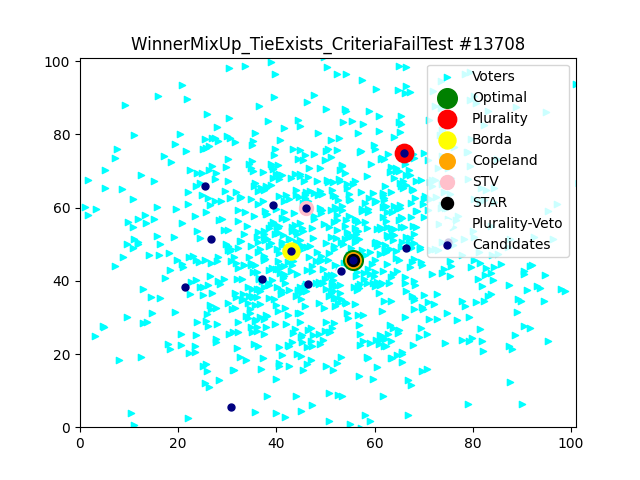 WinnerMixUp_TieExists_CriteriaFailTest #13708
Voters
Optimal
Plurality
Borda
Copeland
STV
STAR
Plurality-Veto
Candidates
100
80
60
40
20
0
0 20 40 60 80 100